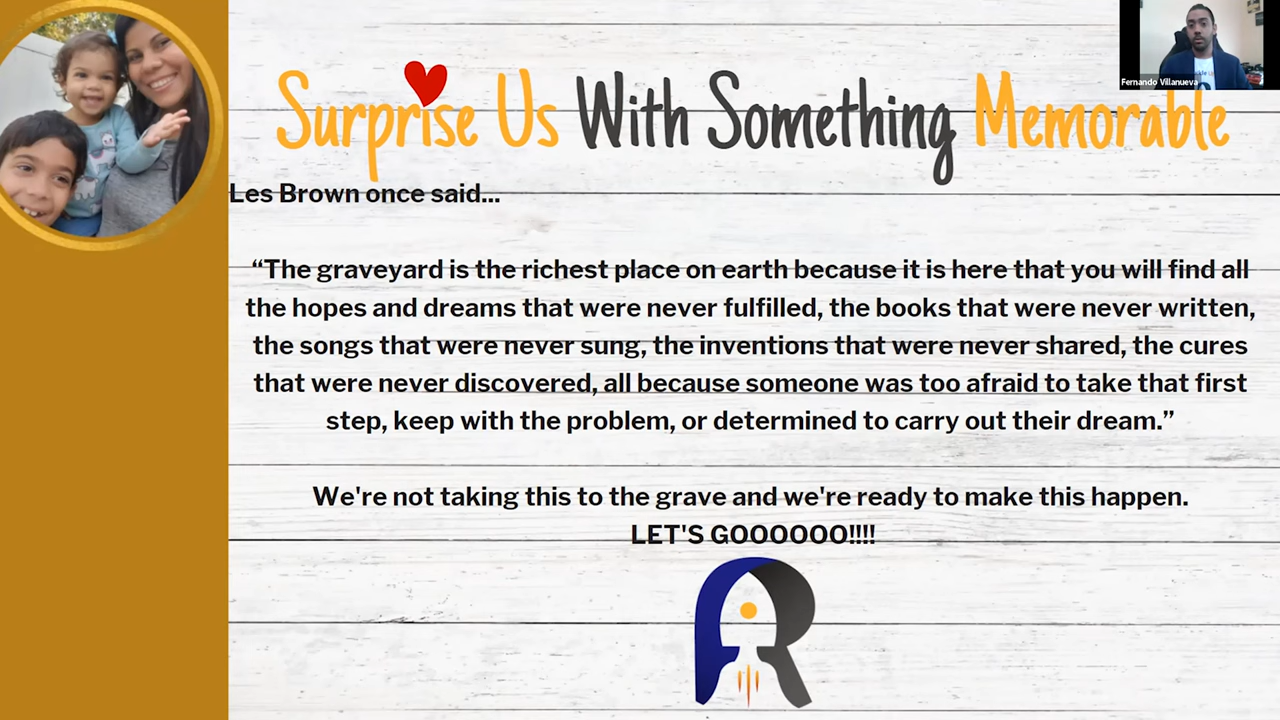 Fernando Villanueva
Surprise Us With Something Memorable
Les Brown once said...
“The graveyard is the richest place on earth because it is here that you will find all
the hopes and dreams that were never fulfilled, the books that were never written,
the songs that were never sung, the inventions that were never shared, the cures
that were never discovered, all because someone was too afraid to take that first
step, keep with the problem, or determined to carry out their dream.”
We're not taking this to the grave and we're ready to make this happen.
LET'S GOOOOOO!!!!